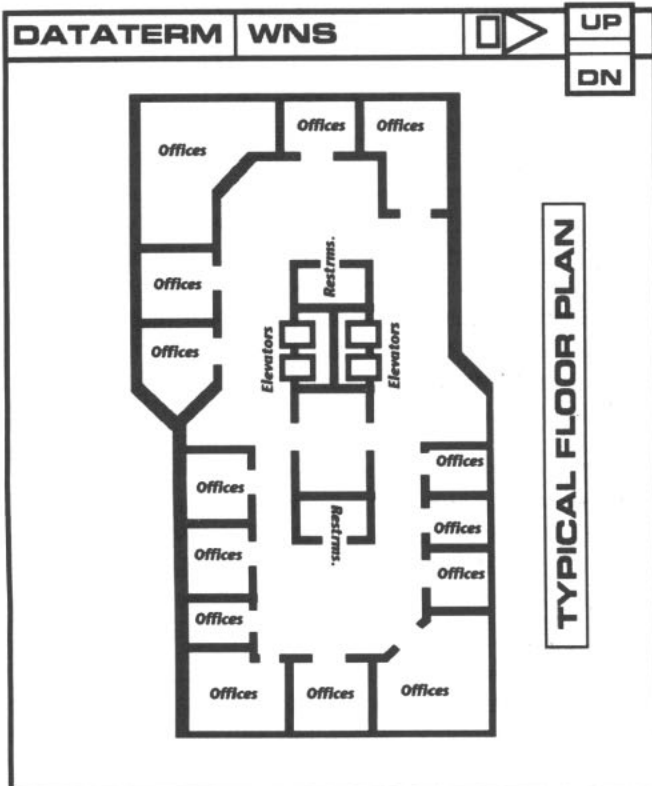 DATATERM WNS
UP
DN
Offices
Offices
Offices
Restrms.
Offices
Elevators
Elevators
Offices
Offices
Offices
Restrms.
Offices
Offices
Offices
Offices
Offices
Offices
Offices
TYPICAL FLOOR PLAN